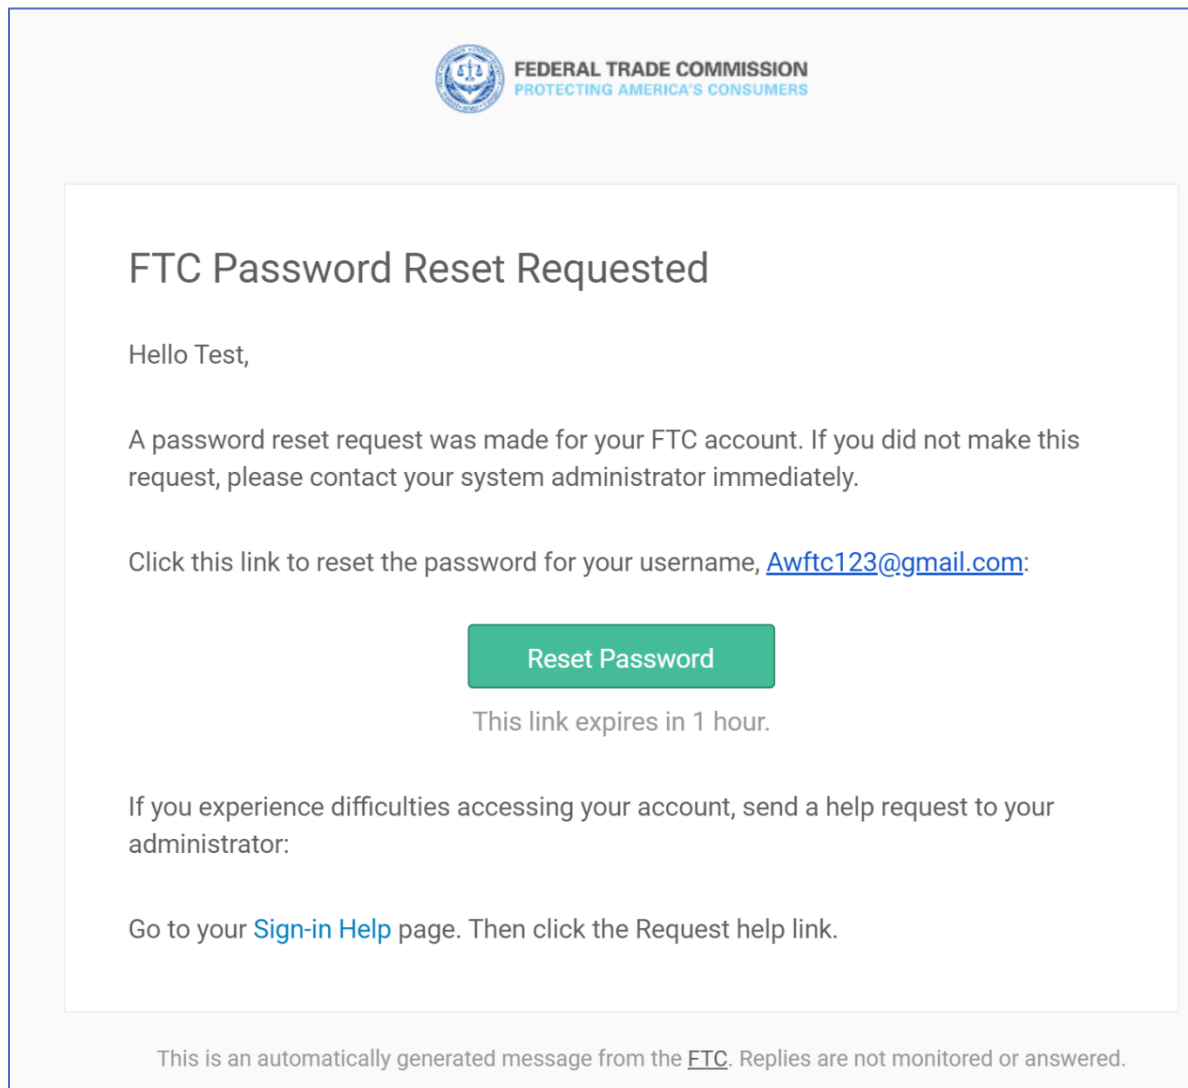 FEDERAL TRADE COMMISSION
PROTECTING AMERICA'S CONSUMERS
FTC Password Reset Requested
Hello Test,
A password reset request was made for your FTC account. If you did not make this
request, please contact your system administrator immediately.
Click this link to reset the password for your username, Awftc123@gmail.com:
Reset Password
This link expires in 1 hour.
If you experience difficulties accessing your account, send a help request to your
administrator:
Go to your Sign-in Help page. Then click the Request help link.
This is an automatically generated message from the FTC. Replies are not monitored or answered.